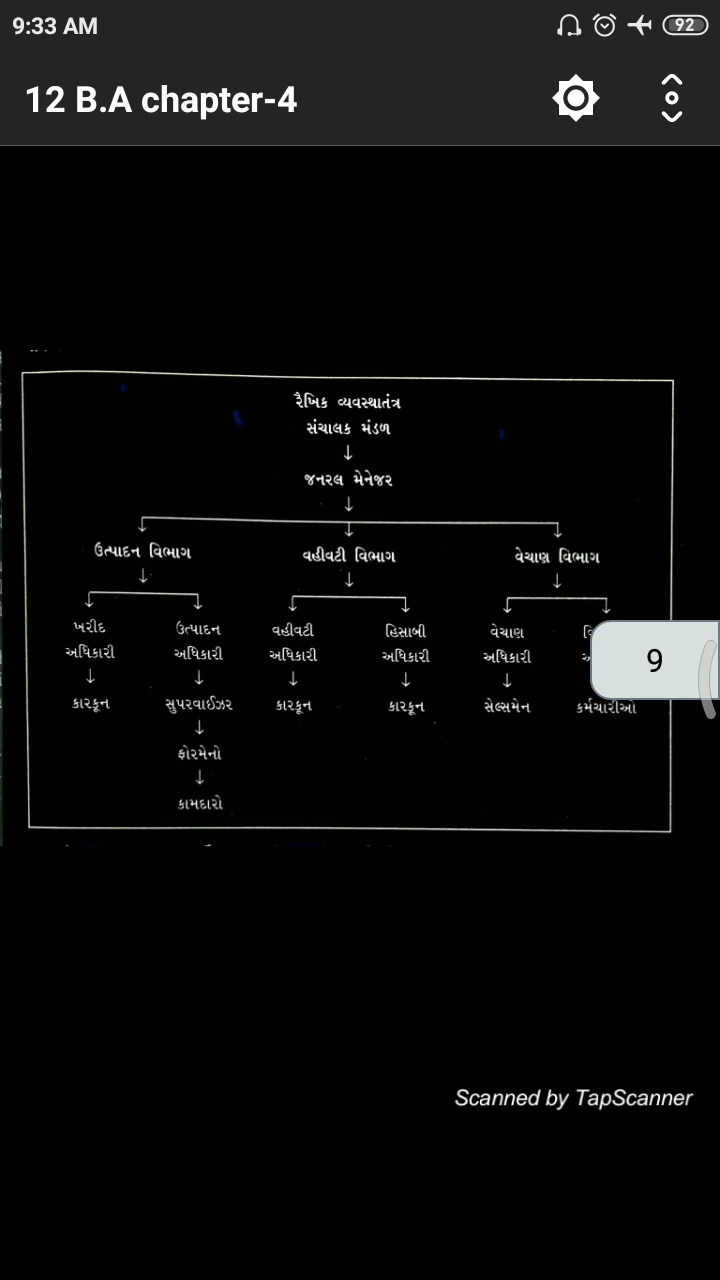 9:33 AM
92
12 B.A chapter-4
રૈખિક વ્યવસ્થાતંત્ર
સંચાલક મંડળ
જનરલ મેનેજર
ઉત્પાદન વિભાગ વહીવટી વિભાગ વેચાણ વિભાગ
ખરીદ ઉત્પાદન વહીવટી હિસાબી વેચાણ
અધિકારી અધિકારી અધિકારી અધિકારી અધિકારી
9
કારકૂન સુપરવાઈઝર કારકૂન કારકૂન સેલ્સમેન કર્મચારીઓ
ફોરમેનો
કામદારો
Scanned by TapScanner